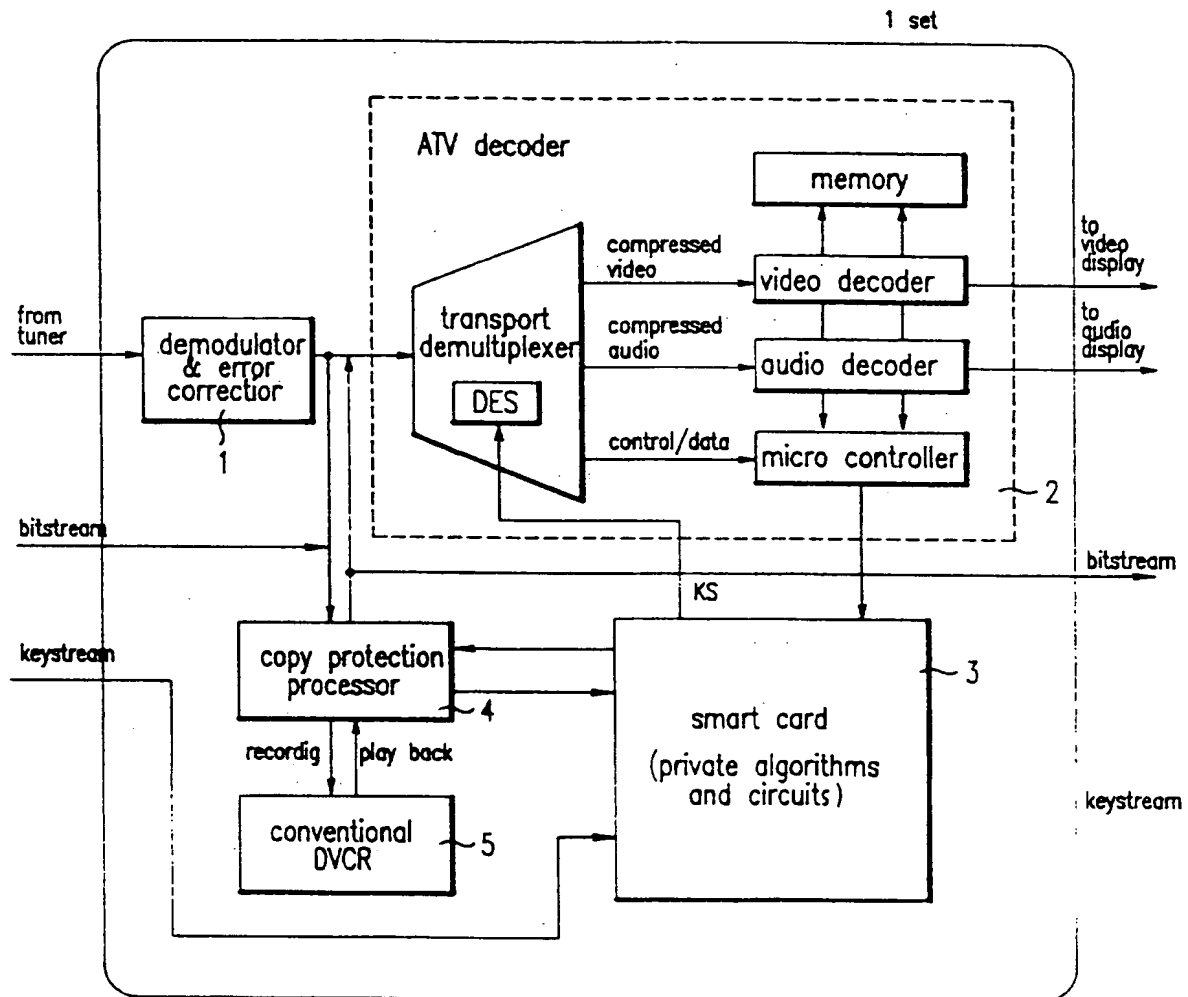 1 set
ATV decoder
memory
compressed
video
to
video
display
video decoder
from
tuner
demodulator
& error
correctior
1
transport
demultiplexer
DES
compressed
audio
to
audio
display
audio decoder
control/data
micro controller
2
bitstream
bitstream
KS
keystream
copy protection
processor
4
3
smart card
(private algorithms
and circuits)
recordig
play back
keystream
conventional
DVCR
5